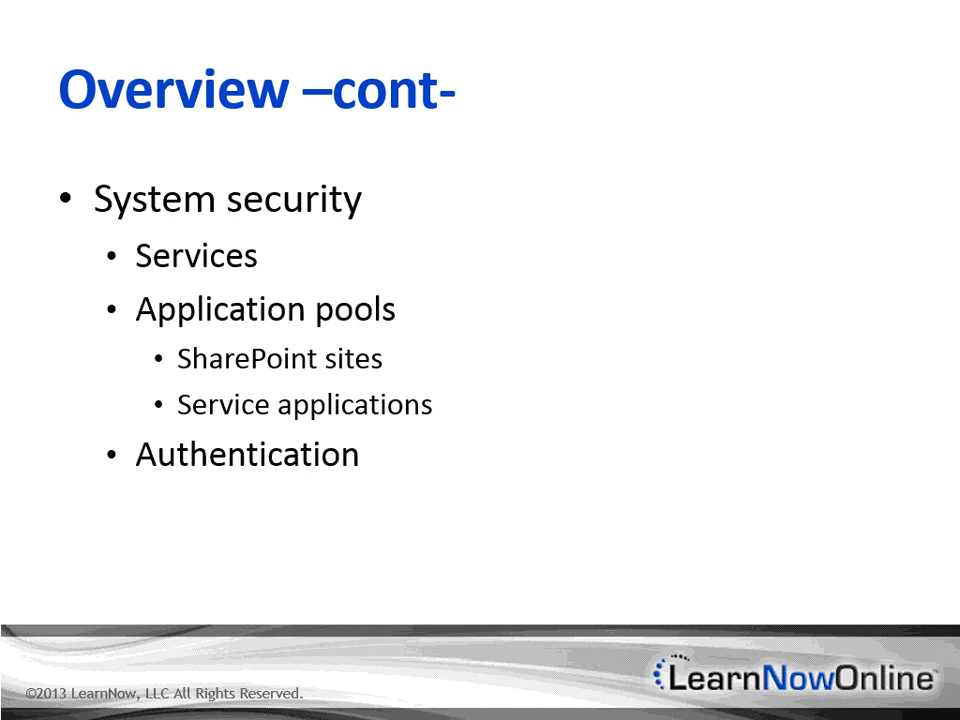 Overview –cont-
• System security
• Services
• Application pools
• SharePoint sites
• Service applications
• Authentication
©2013 LearnNow, LLC All Rights Reserved.
LearnNowOnline